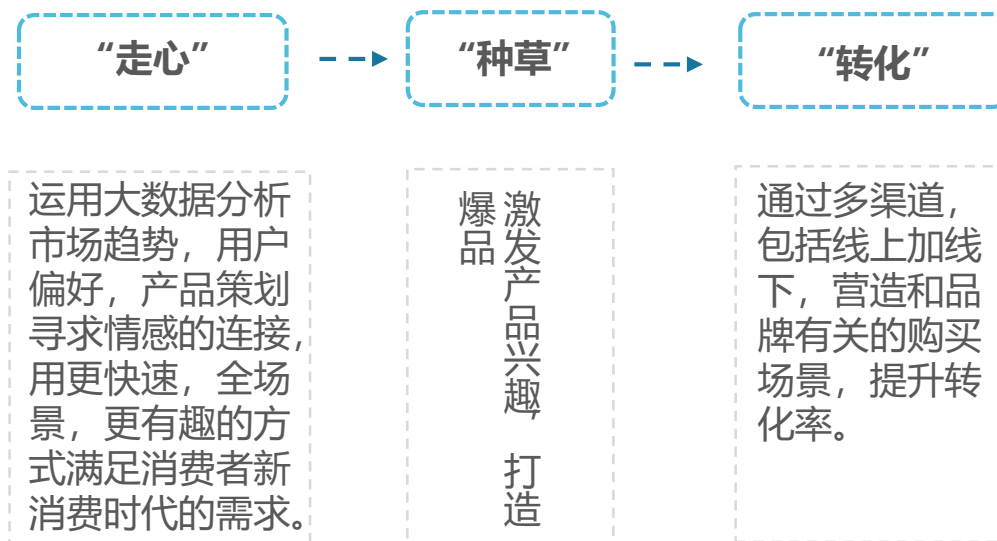 “走心”
“种草”
“转化”
运用大数据分析
市场趋势，用户
偏好，产品策划
寻求情感的连接，
用更快速，全场
景，更有趣的方
式满足消费者新
消费时代的需求。
激发产品兴趣，打造
爆品
通过多渠道，
包括线上加线
下，营造和品
牌有关的购买
场景，提升转
化率。